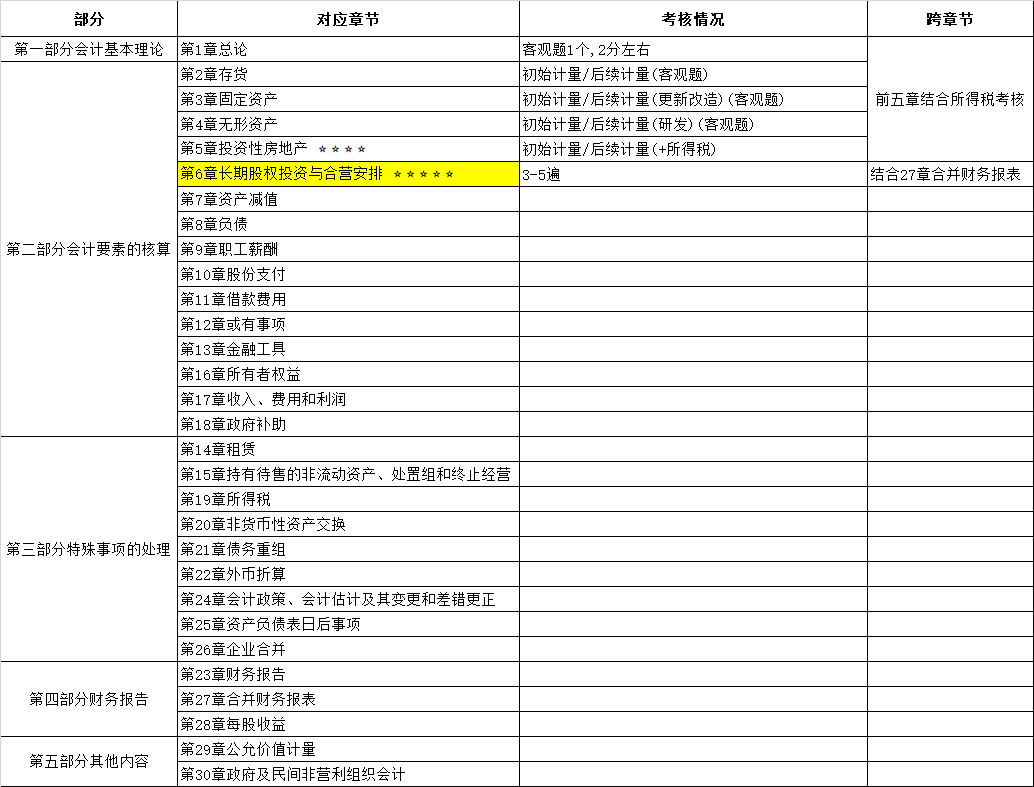 部分 对应章节 考核情况 跨章节
第一部分会计基本理论 第1章总论 客观题1个,2分左右
第2章存货 初始计量/后续计量(客观题)
第3章固定资产 初始计量/后续计量(更新改造)(客观题) 前五章结合所得税考核
第4章无形资产 初始计量/后续计量(研发)(客观题)
第5章投资性房地产 ☆☆☆☆ 初始计量/后续计量(+所得税)
第6章长期股权投资与合营安排 ☆☆☆☆☆ 3-5遍 结合27章合并财务报表
第7章资产减值
第8章负债
第二部分会计要素的核算 第9章职工薪酬
第10章股份支付
第11章借款费用
第12章或有事项
第13章金融工具
第16章所有者权益
第17章收入、费用和利润
第18章政府补助
第14章租赁
第15章持有待售的非流动资产、处置组和终止经营
第19章所得税
第20章非货币性资产交换
第三部分特殊事项的处理 第21章债务重组
第22章外币折算
第24章会计政策、会计估计及其变更和差错更正
第25章资产负债表日后事项
第26章企业合并
第23章财务报告
第四部分财务报告 第27章合并财务报表
第28章每股收益
第29章公允价值计量
第五部分其他内容
第30章政府及民间非营利组织会计